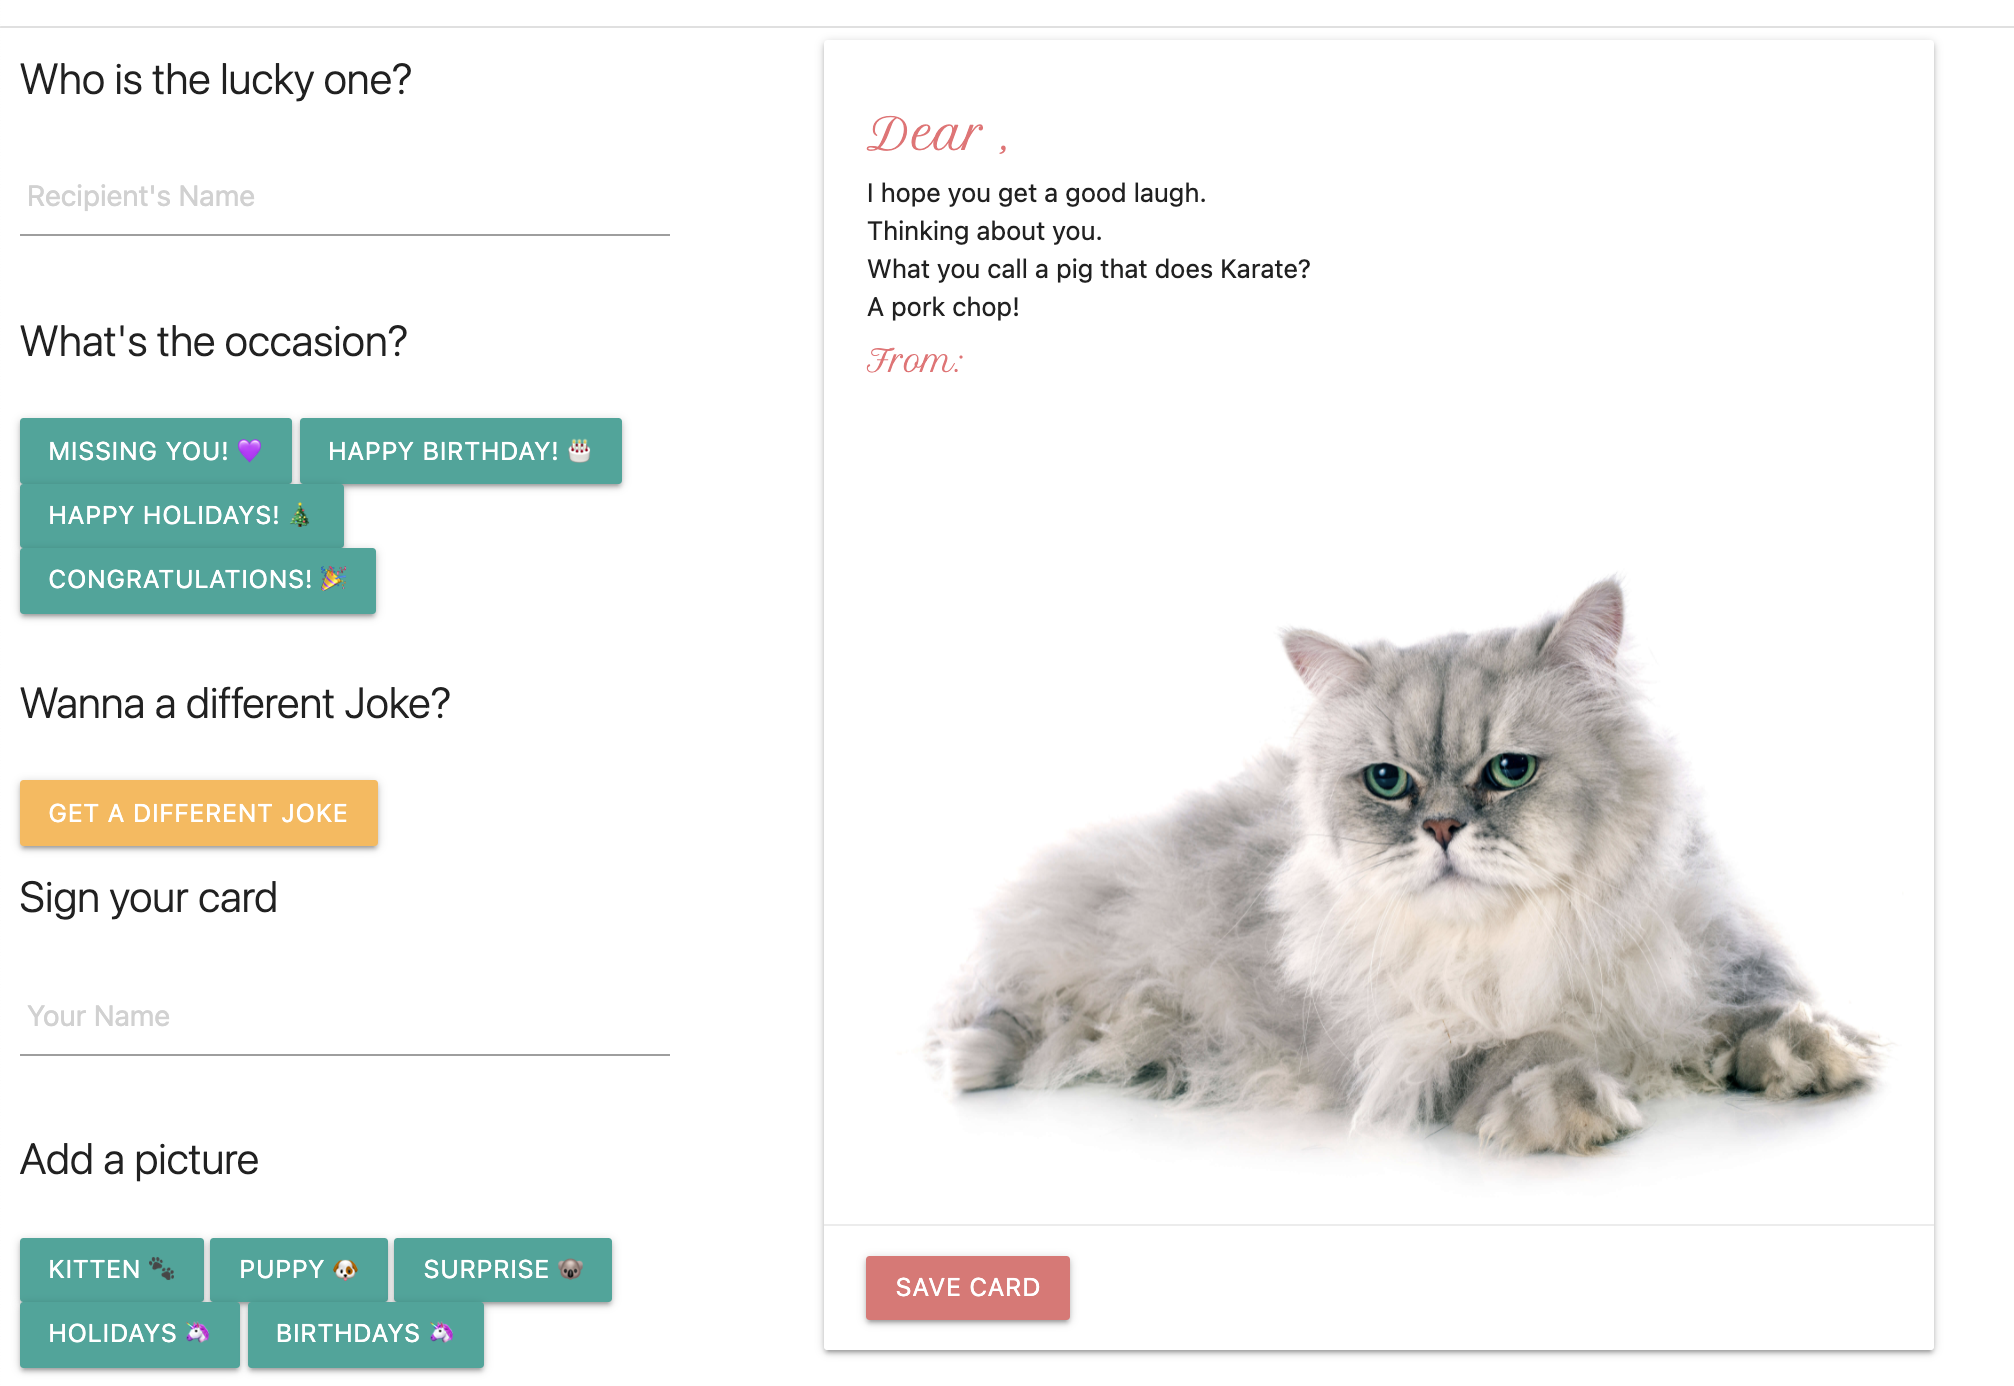 Who is the lucky one?
Recipient's Name
What's the occasion?
MISSING YOU! 💜
HAPPY BIRTHDAY! 🎂
HAPPY HOLIDAYS! 🎄
CONGRATULATIONS! 🎉
Wanna a different Joke?
GET A DIFFERENT JOKE
Sign your card
Your Name
Add a picture
KITTEN 🐾
PUPPY 🐶
SURPRISE 🐨
HOLIDAYS 🦄
BIRTHDAYS 🦄
Dear ,
I hope you get a good laugh.
Thinking about you.
What you call a pig that does Karate?
A pork chop!
From:
SAVE CARD